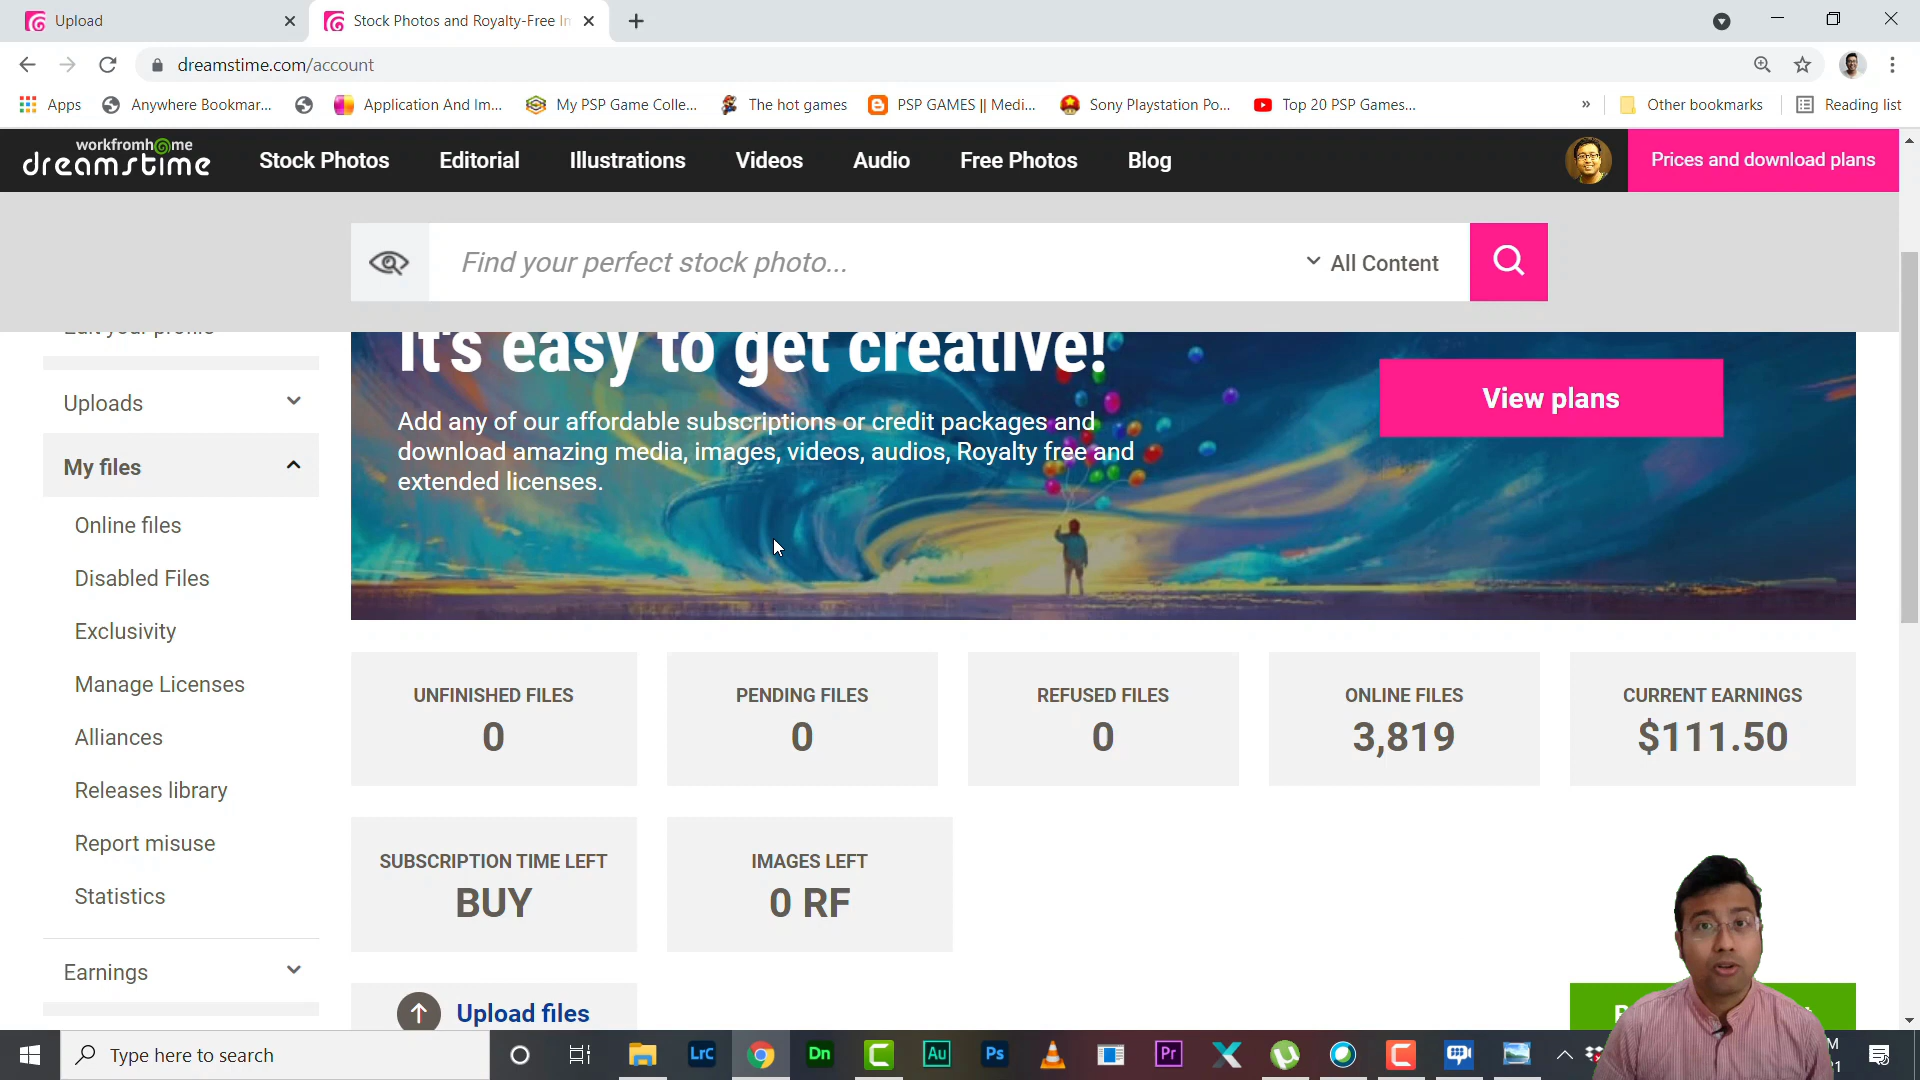 Upload
Stock Photos and Royalty-Free In
dreamstime.com/account
Apps
Anywhere Bookmar...
Application And Im...
My PSP Game Colle...
The hot games
PSP GAMES || Medi...
Sony Playstation Po...
Top 20 PSP Games...
»
Other bookmarks
Reading list
workfromhome
dreamstime
Stock Photos
Editorial
Illustrations
Videos
Audio
Free Photos
Blog
Prices and download plans
Find your perfect stock photo...
All Content
Edit your profile
Uploads
My files
Online files
Disabled Files
Exclusivity
Manage Licenses
Alliances
Releases library
Report misuse
Statistics
Earnings
It's easy to get creative!
Add any of our affordable subscriptions or credit packages and
download amazing media, images, videos, audios, Royalty free and
extended licenses.
View plans
UNFINISHED FILES
0
PENDING FILES
0
REFUSED FILES
0
ONLINE FILES
3,819
CURRENT EARNINGS
$111.50
SUBSCRIPTION TIME LEFT
BUY
IMAGES LEFT
0 RF
Upload files
Type here to search
LrC
Dn
Au
Ps
Pr